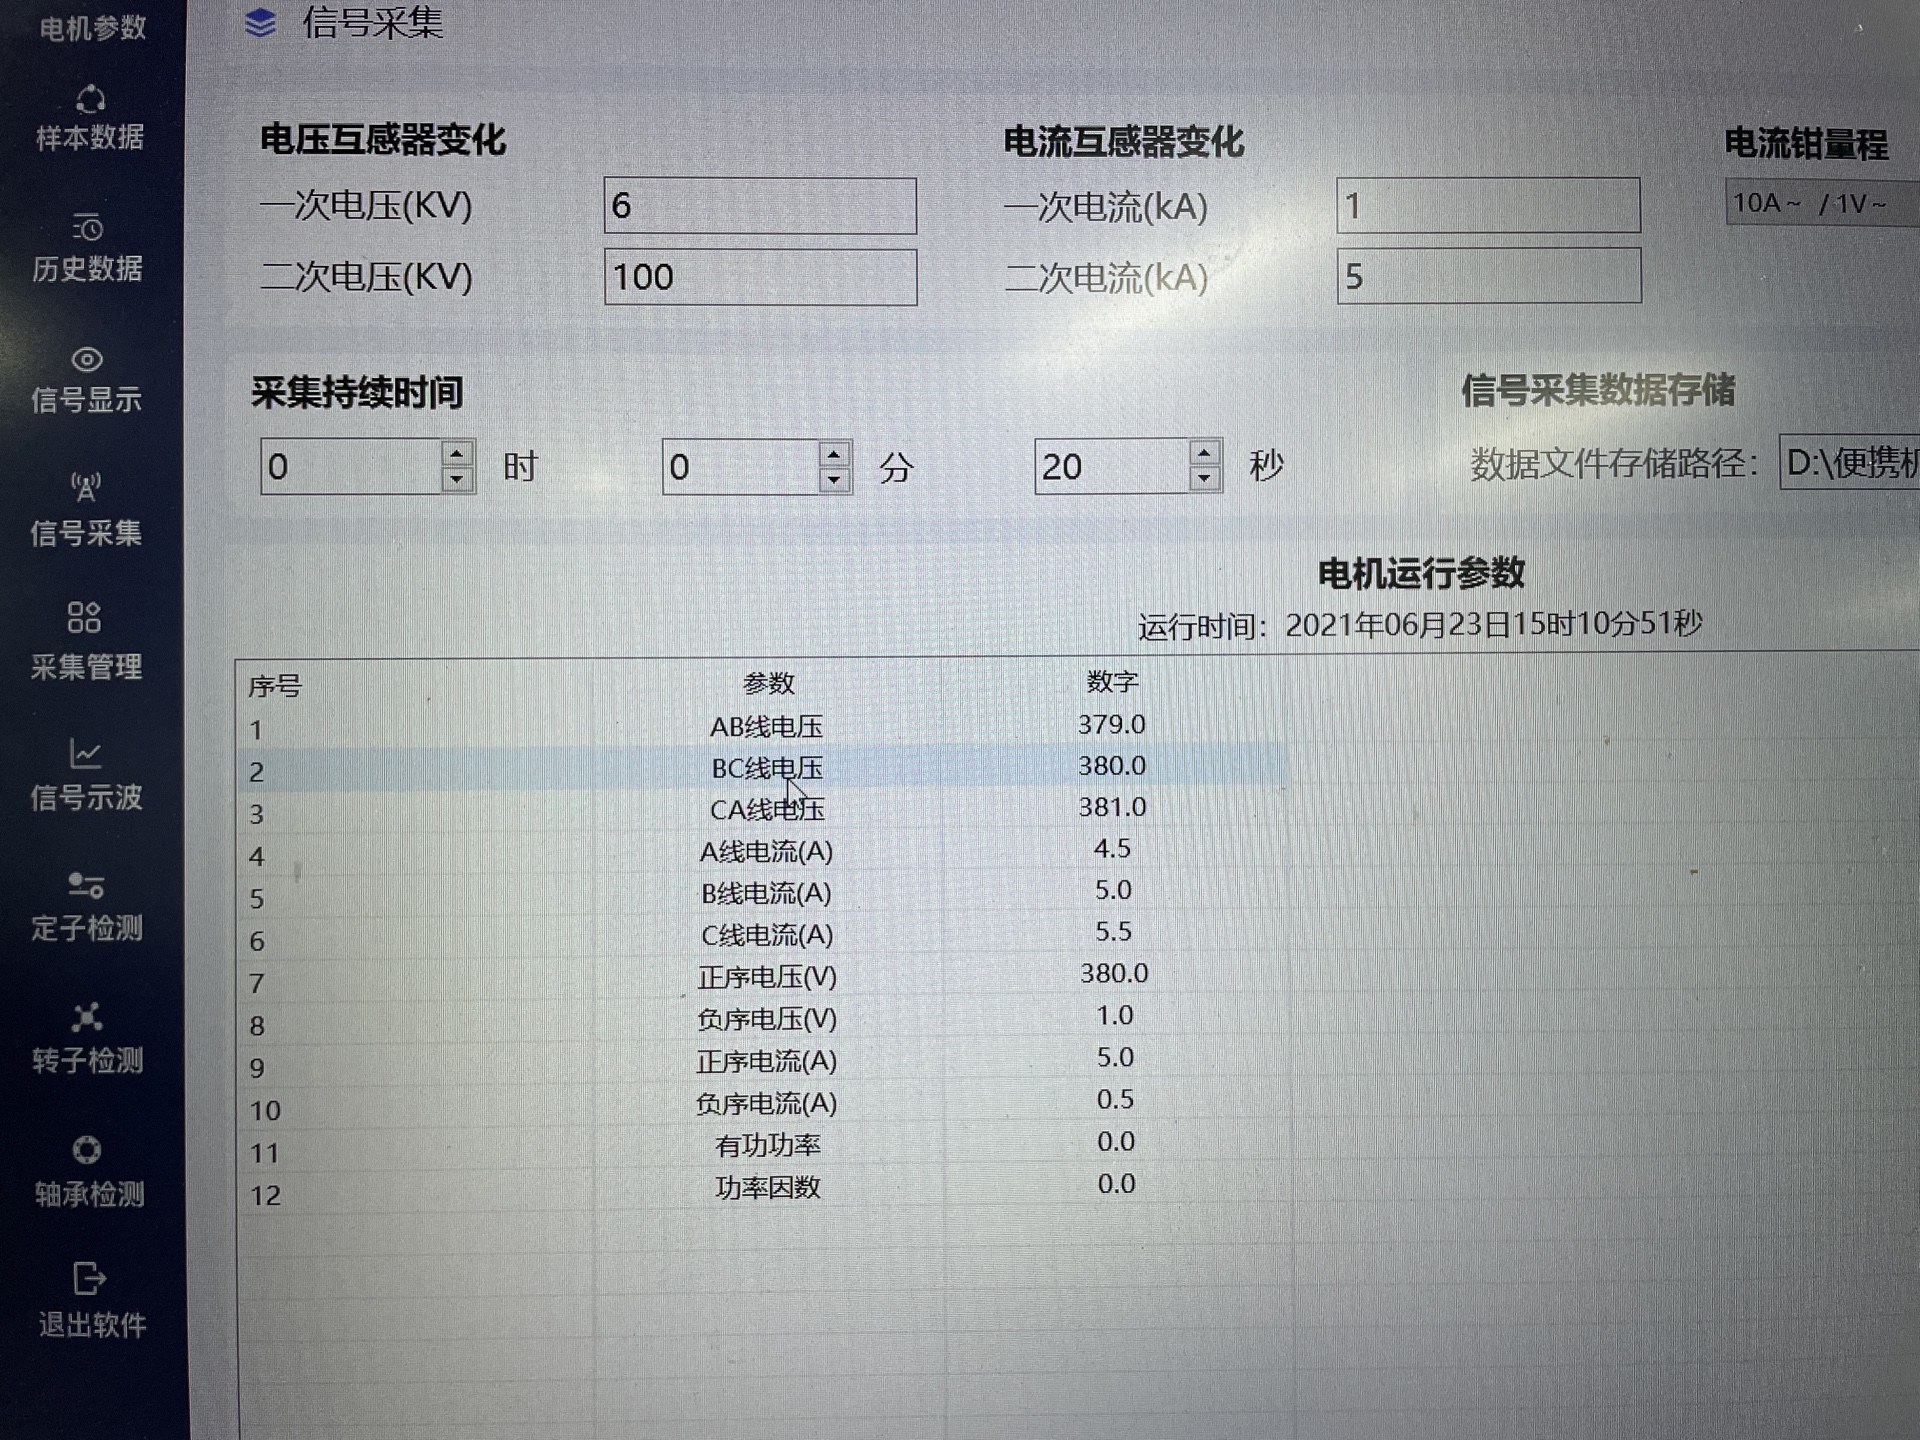 电机参数
样本数据
历史数据
信号显示
信号采集
采集管理
信号示波
定子检测
转子检测
轴承检测
退出软件
信号采集
电压互感器变化
一次电压(KV) 6
二次电压(KV) 100
电流互感器变化
一次电流(kA) 1
二次电流(kA) 5
电流钳量程
10A~ / 1V~
采集持续时间
0 时 0 分 20 秒
信号采集数据存储
数据文件存储路径: D:\便携机
电机运行参数
运行时间: 2021年06月23日15时10分51秒
序号 参数 数字
1 AB线电压 379.0
2 BC线电压 380.0
3 CA线电压 381.0
4 A线电流(A) 4.5
5 B线电流(A) 5.0
6 C线电流(A) 5.5
7 正序电压(V) 380.0
8 负序电压(V) 1.0
9 正序电流(A) 5.0
10 负序电流(A) 0.5
11 有功功率 0.0
12 功率因数 0.0